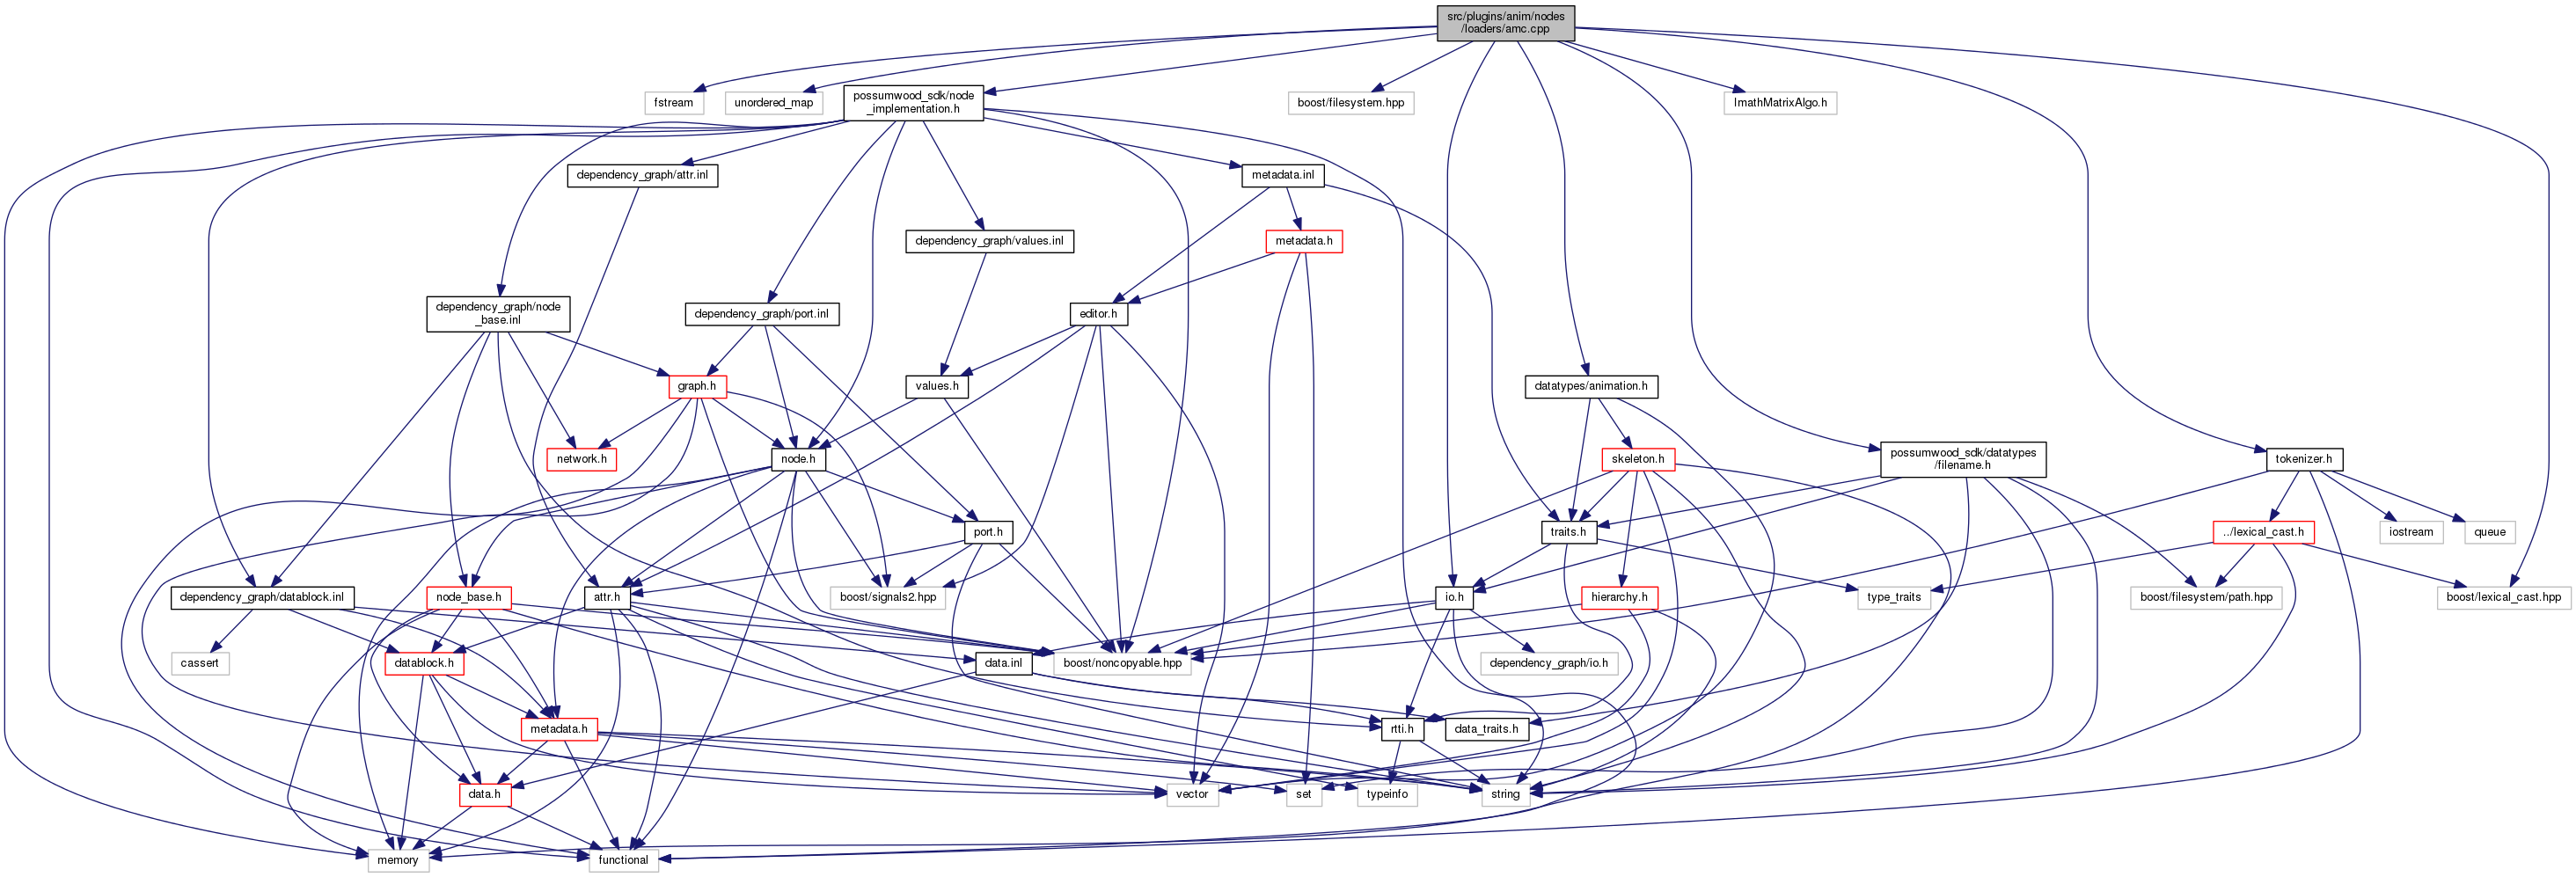 src/plugins/anim/nodes
/loaders/amc.cpp
fstream
unordered_map
possumwood_sdk/node
_implementation.h
boost/filesystem.hpp
ImathMatrixAlgo.h
dependency_graph/attr.inl
metadata.inl
dependency_graph/values.inl
metadata.h
dependency_graph/node
_base.inl
dependency_graph/port.inl
editor.h
graph.h
values.h
datatypes/animation.h
network.h
node.h
skeleton.h
possumwood_sdk/datatypes
/filename.h
tokenizer.h
port.h
traits.h
../lexical_cast.h
iostream
queue
dependency_graph/datablock.inl
node_base.h
attr.h
boost/signals2.hpp
io.h
hierarchy.h
type_traits
boost/filesystem/path.hpp
boost/lexical_cast.hpp
cassert
datablock.h
data.inl
boost/noncopyable.hpp
dependency_graph/io.h
metadata.h
rtti.h
data_traits.h
data.h
vector
set
typeinfo
string
memory
functional